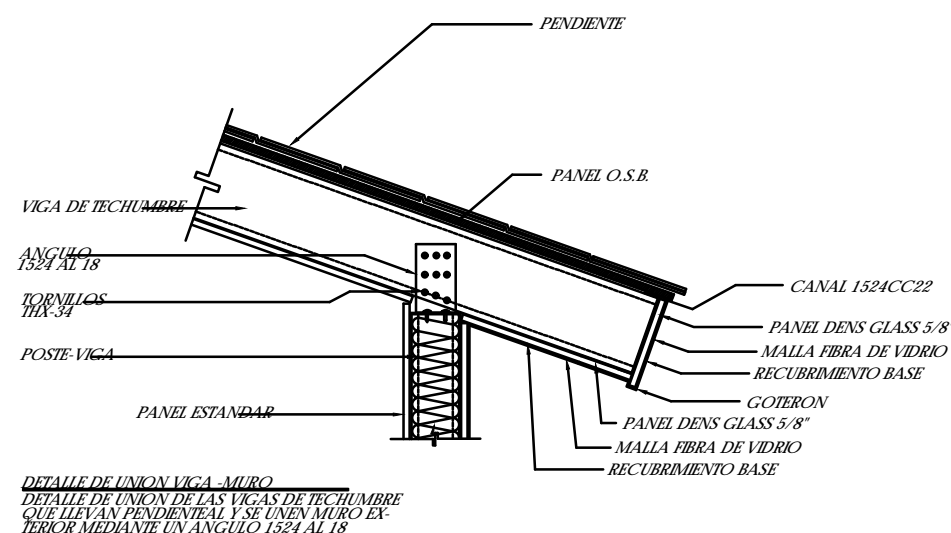 PENDIENTE
PANEL O.S.B.
VIGA DE TECHUMBRE
ANGULO
1524 AL 18
TORNILLOS
THX-34
POSTE-VIGA
PANEL ESTANDAR
CANAL 1524CC22
PANEL DENS GLASS 5/8
MALLA FIBRA DE VIDRIO
RECUBRIMIENTO BASE
GOTERON
PANEL DENS GLASS 5/8"
MALLA FIBRA DE VIDRIO
RECUBRIMIENTO BASE
DETALLE DE UNION VIGA -MURO
DETALLE DE UNION DE LAS VIGAS DE TECHUMBRE
QUE LLEVAN PENDIENTEAL Y SE UNEN MURO EX-
TERIOR MEDIANTE UN ANGULO 1524 AL 18